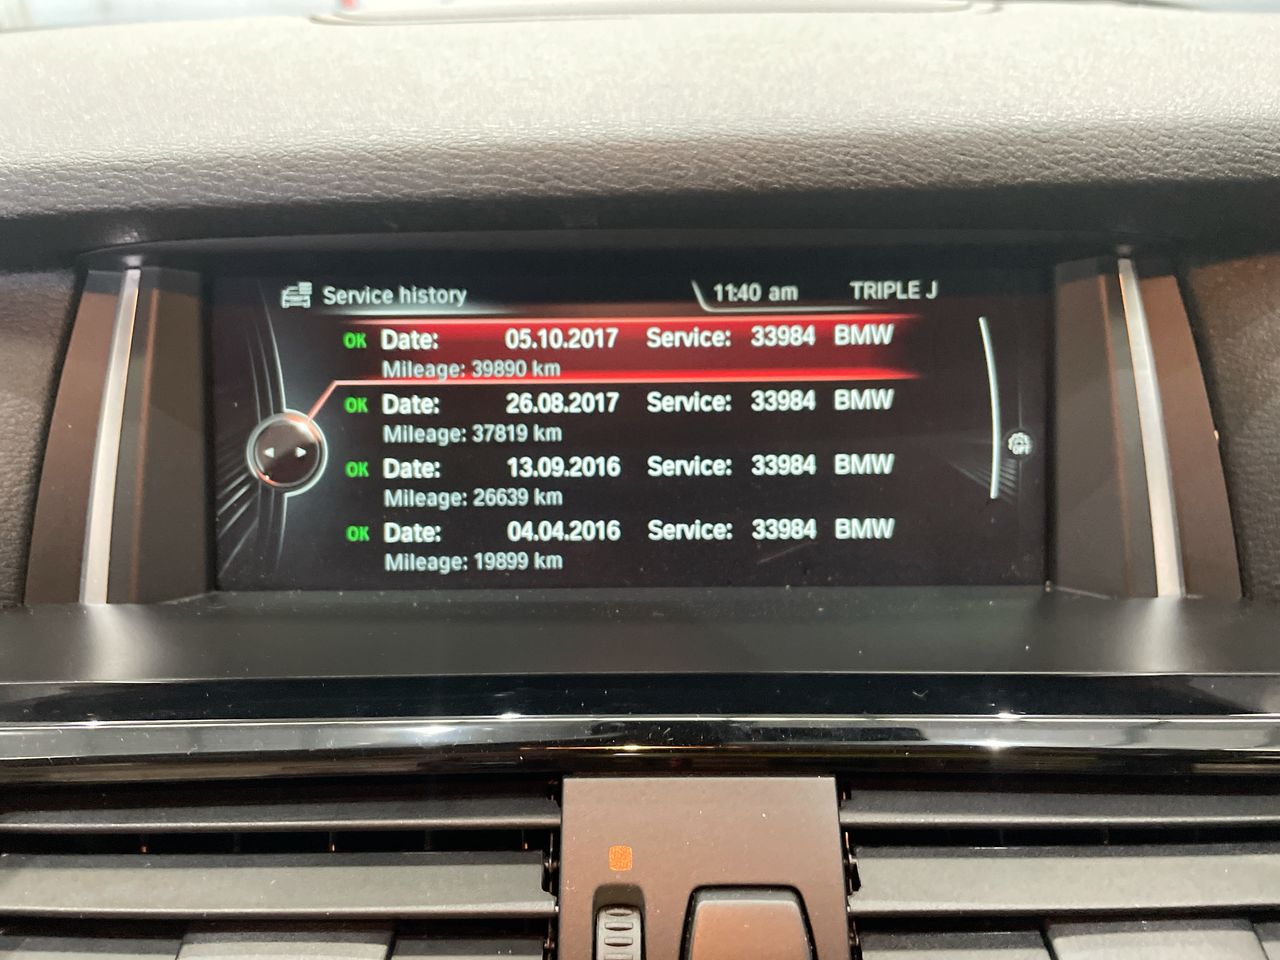 Service history 11:40 am TRIPLE J
OK Date: 05.10.2017 Service: 33984 BMW
Mileage: 39890 km
OK Date: 26.08.2017 Service: 33984 BMW
Mileage: 37819 km
OK Date: 13.09.2016 Service: 33984 BMW
Mileage: 26639 km
OK Date: 04.04.2016 Service: 33984 BMW
Mileage: 19899 km